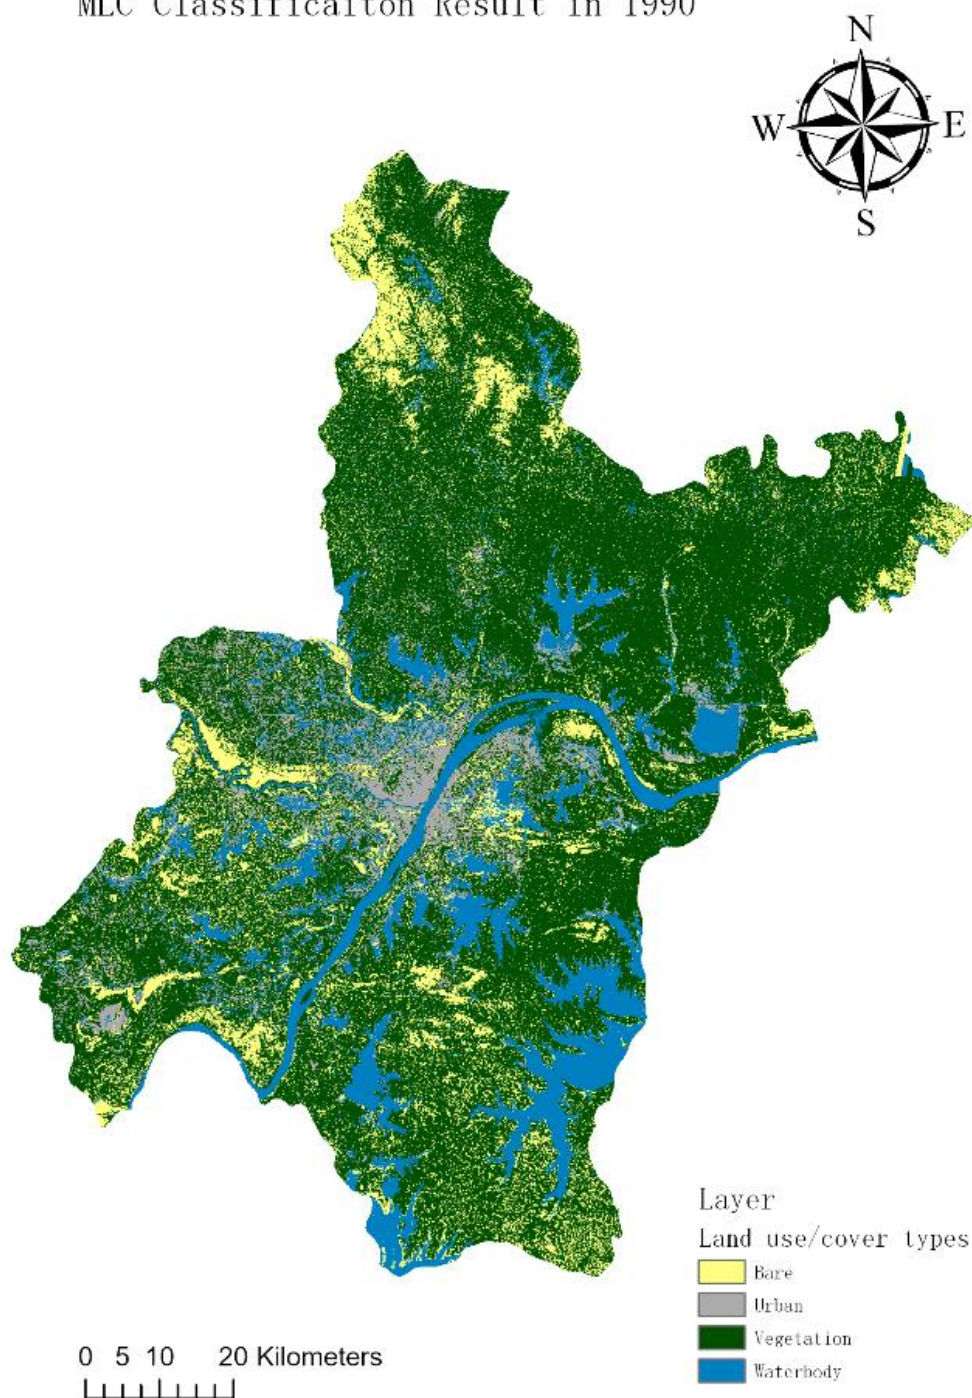 MLC Classificaiton Result in 1990
N
W
E
S
Layer
Land use/cover types
Bare
Urban
Vegetation
Waterbody
0 5 10 20 Kilometers